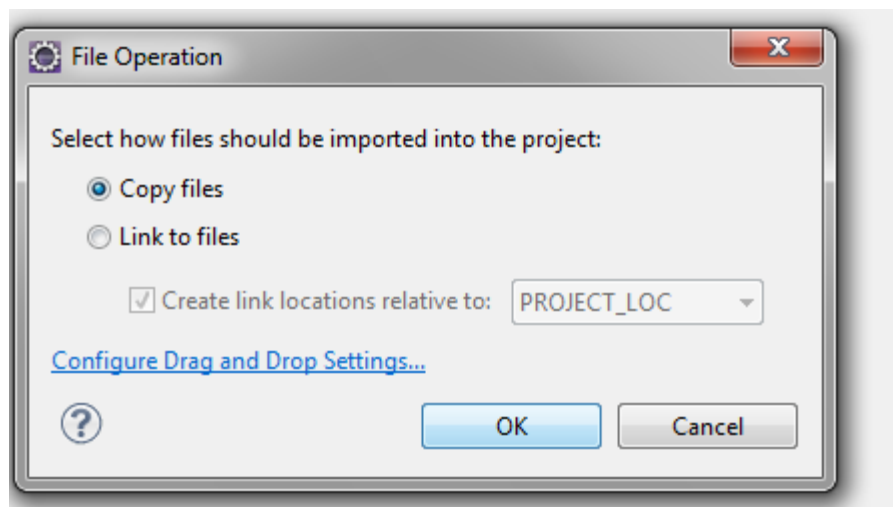 File Operation
Select how files should be imported into the project:
Copy files
Link to files
Create link locations relative to: PROJECT_LOC
Configure Drag and Drop Settings...
? OK Cancel